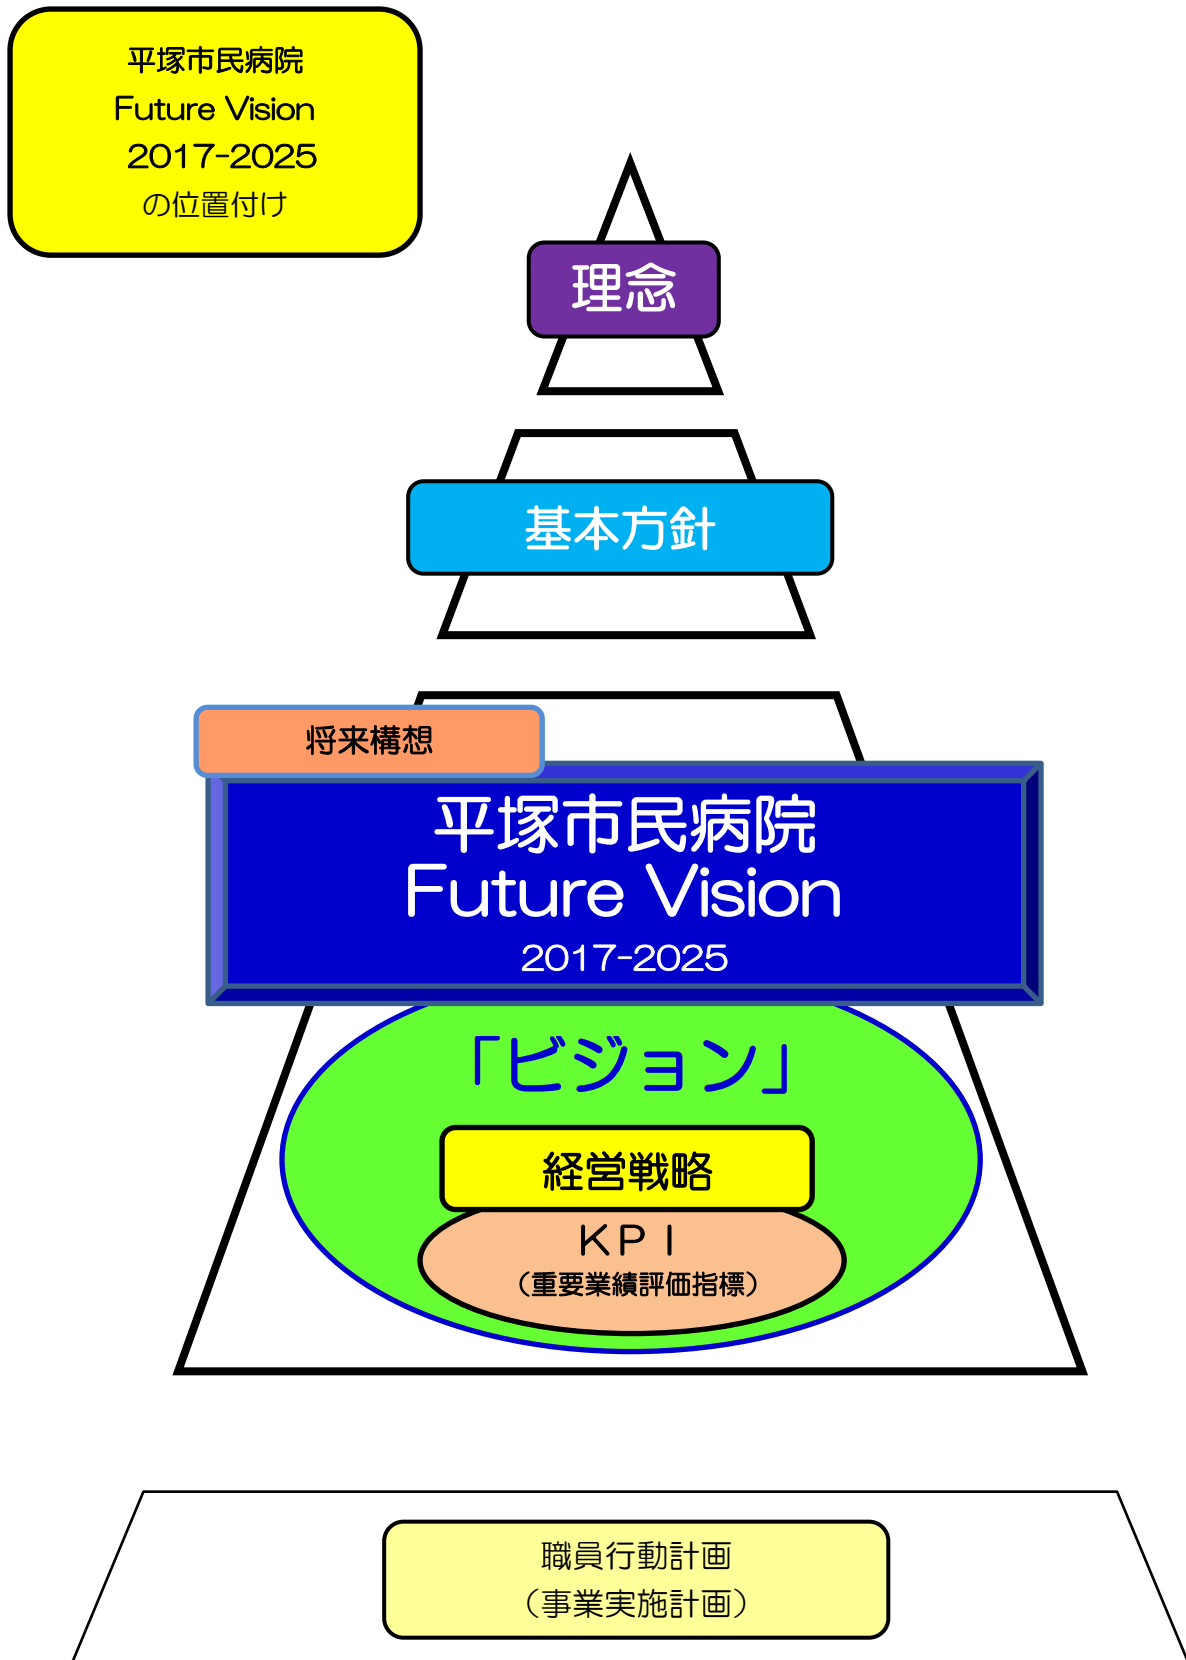 平塚市民病院
Future Vision
2017-2025
の位置付け
理念
基本方針
将来構想
平塚市民病院
Future Vision
2017-2025
「ビジョン」
経営戦略
ＫＰＩ
（重要業績評価指標）
職員行動計画
（事業実施計画）